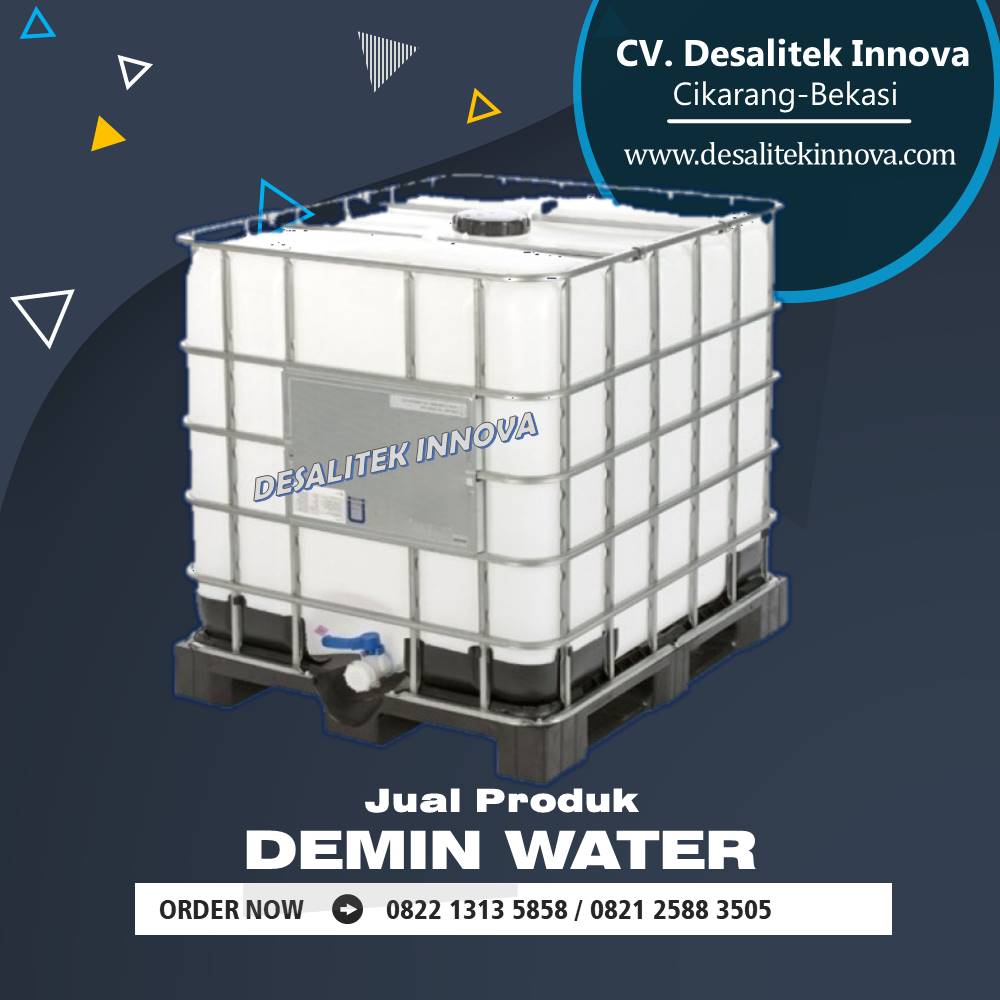 CV. Desalitek Innova
Cikarang-Bekasi
www.desalitekinnova.com
DESALITEK INNOVA
Jual Produk
DEMIN WATER
ORDER NOW 0822 1313 5858 / 0821 2588 3505